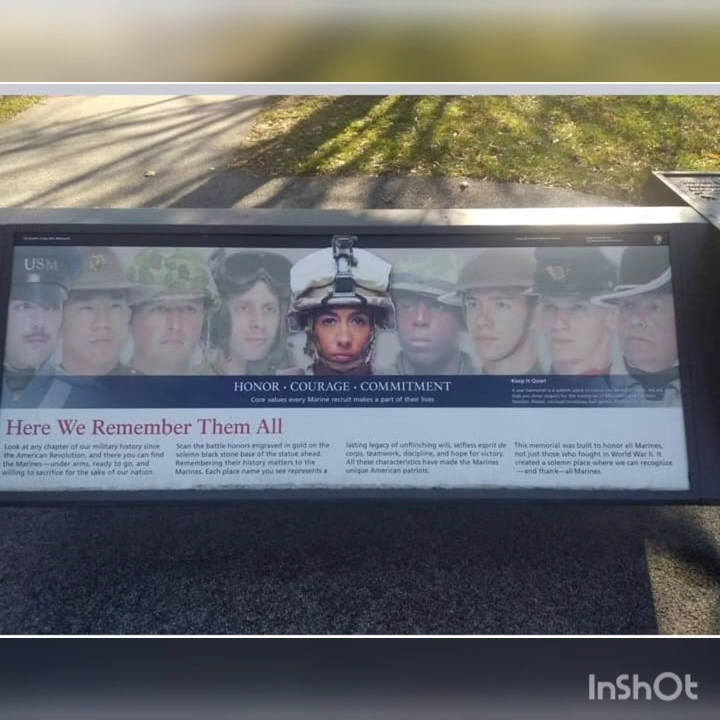 USM
HONOR • COURAGE • COMMITMENT
Core values every Marine recruit makes a part of their lives
Keep it Quiet
Here We Remember Them All
Look at any chapter of our military history since
the American Revolution, and there you can find
the Marines—under arms, ready to go, and
willing to sacrifice for the sake of our nation.
Scan the battle honors engraved in gold on the
solemn black stone base of the statue ahead.
Remembering their history matters to the
Marines. Each place name you see represents a
lasting legacy of unflinching will, selfless esprit de
corps, teamwork, discipline, and hope for victory.
All these characteristics have made the Marines
unique American patriots.
This memorial was built to honor all Marines,
not just those who fought in World War II. It
created a solemn place where we can recognize
—and thank—all Marines.
InShOt